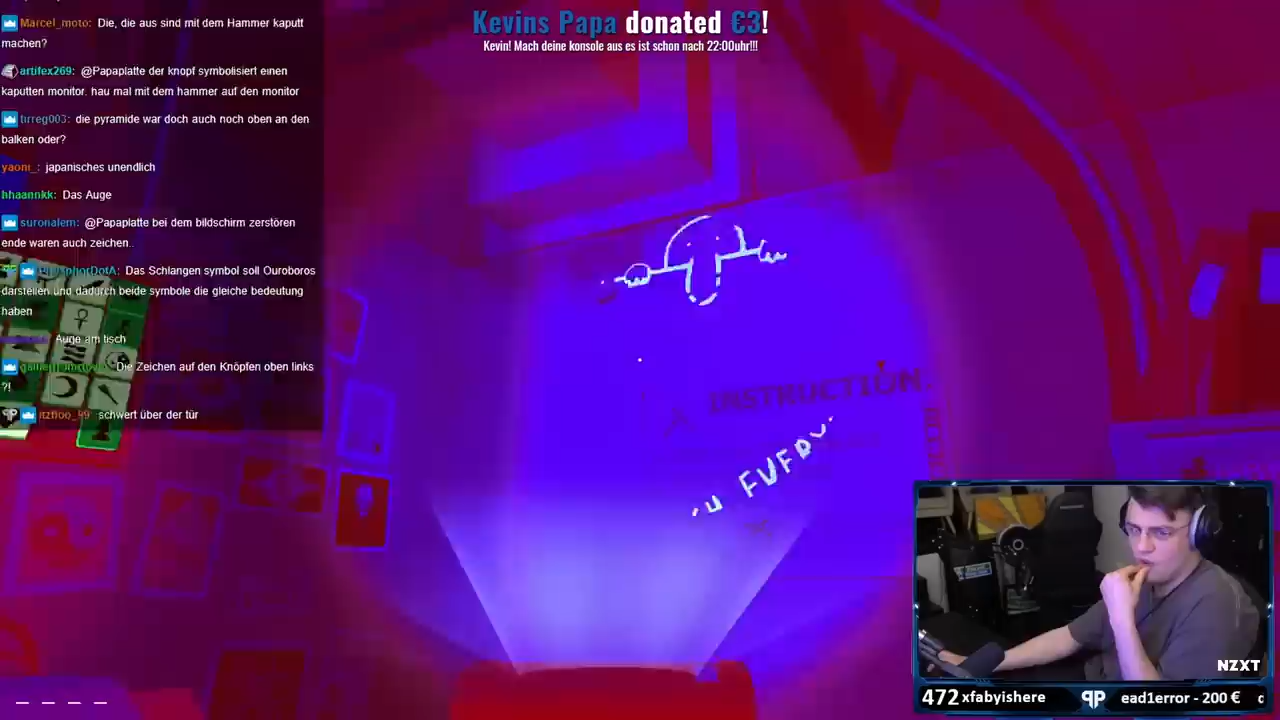 Marcel_moto: Die, die aus sind mit dem Hammer kaputt
machen?
artifex269: @Papaplatte der knopf symbolisiert einen
kaputten monitor. hau mal mit dem hammer auf den monitor
die pyramide war doch auch noch oben an den
balken oder?
yaoni_: japanisches unendlich
hhaannkk: Das Auge
suronalem: @Papaplatte bei dem bildschirm zerstören
ende waren auch zeichen..
Das Schlangen symbol soll Ouroboros
darstellen und dadurch beide symbole die gleiche bedeutung
haben
Auge am tisch
Die Zeichen auf den Knöpfen oben links
?!
schwert über der tür
Kevins Papa donated €3!
Kevin! Mach deine konsole aus es ist schon nach 22:00uhr!!!
INSTRUCTION
NZXT
472 xfabyishere
ead1error - 200 €